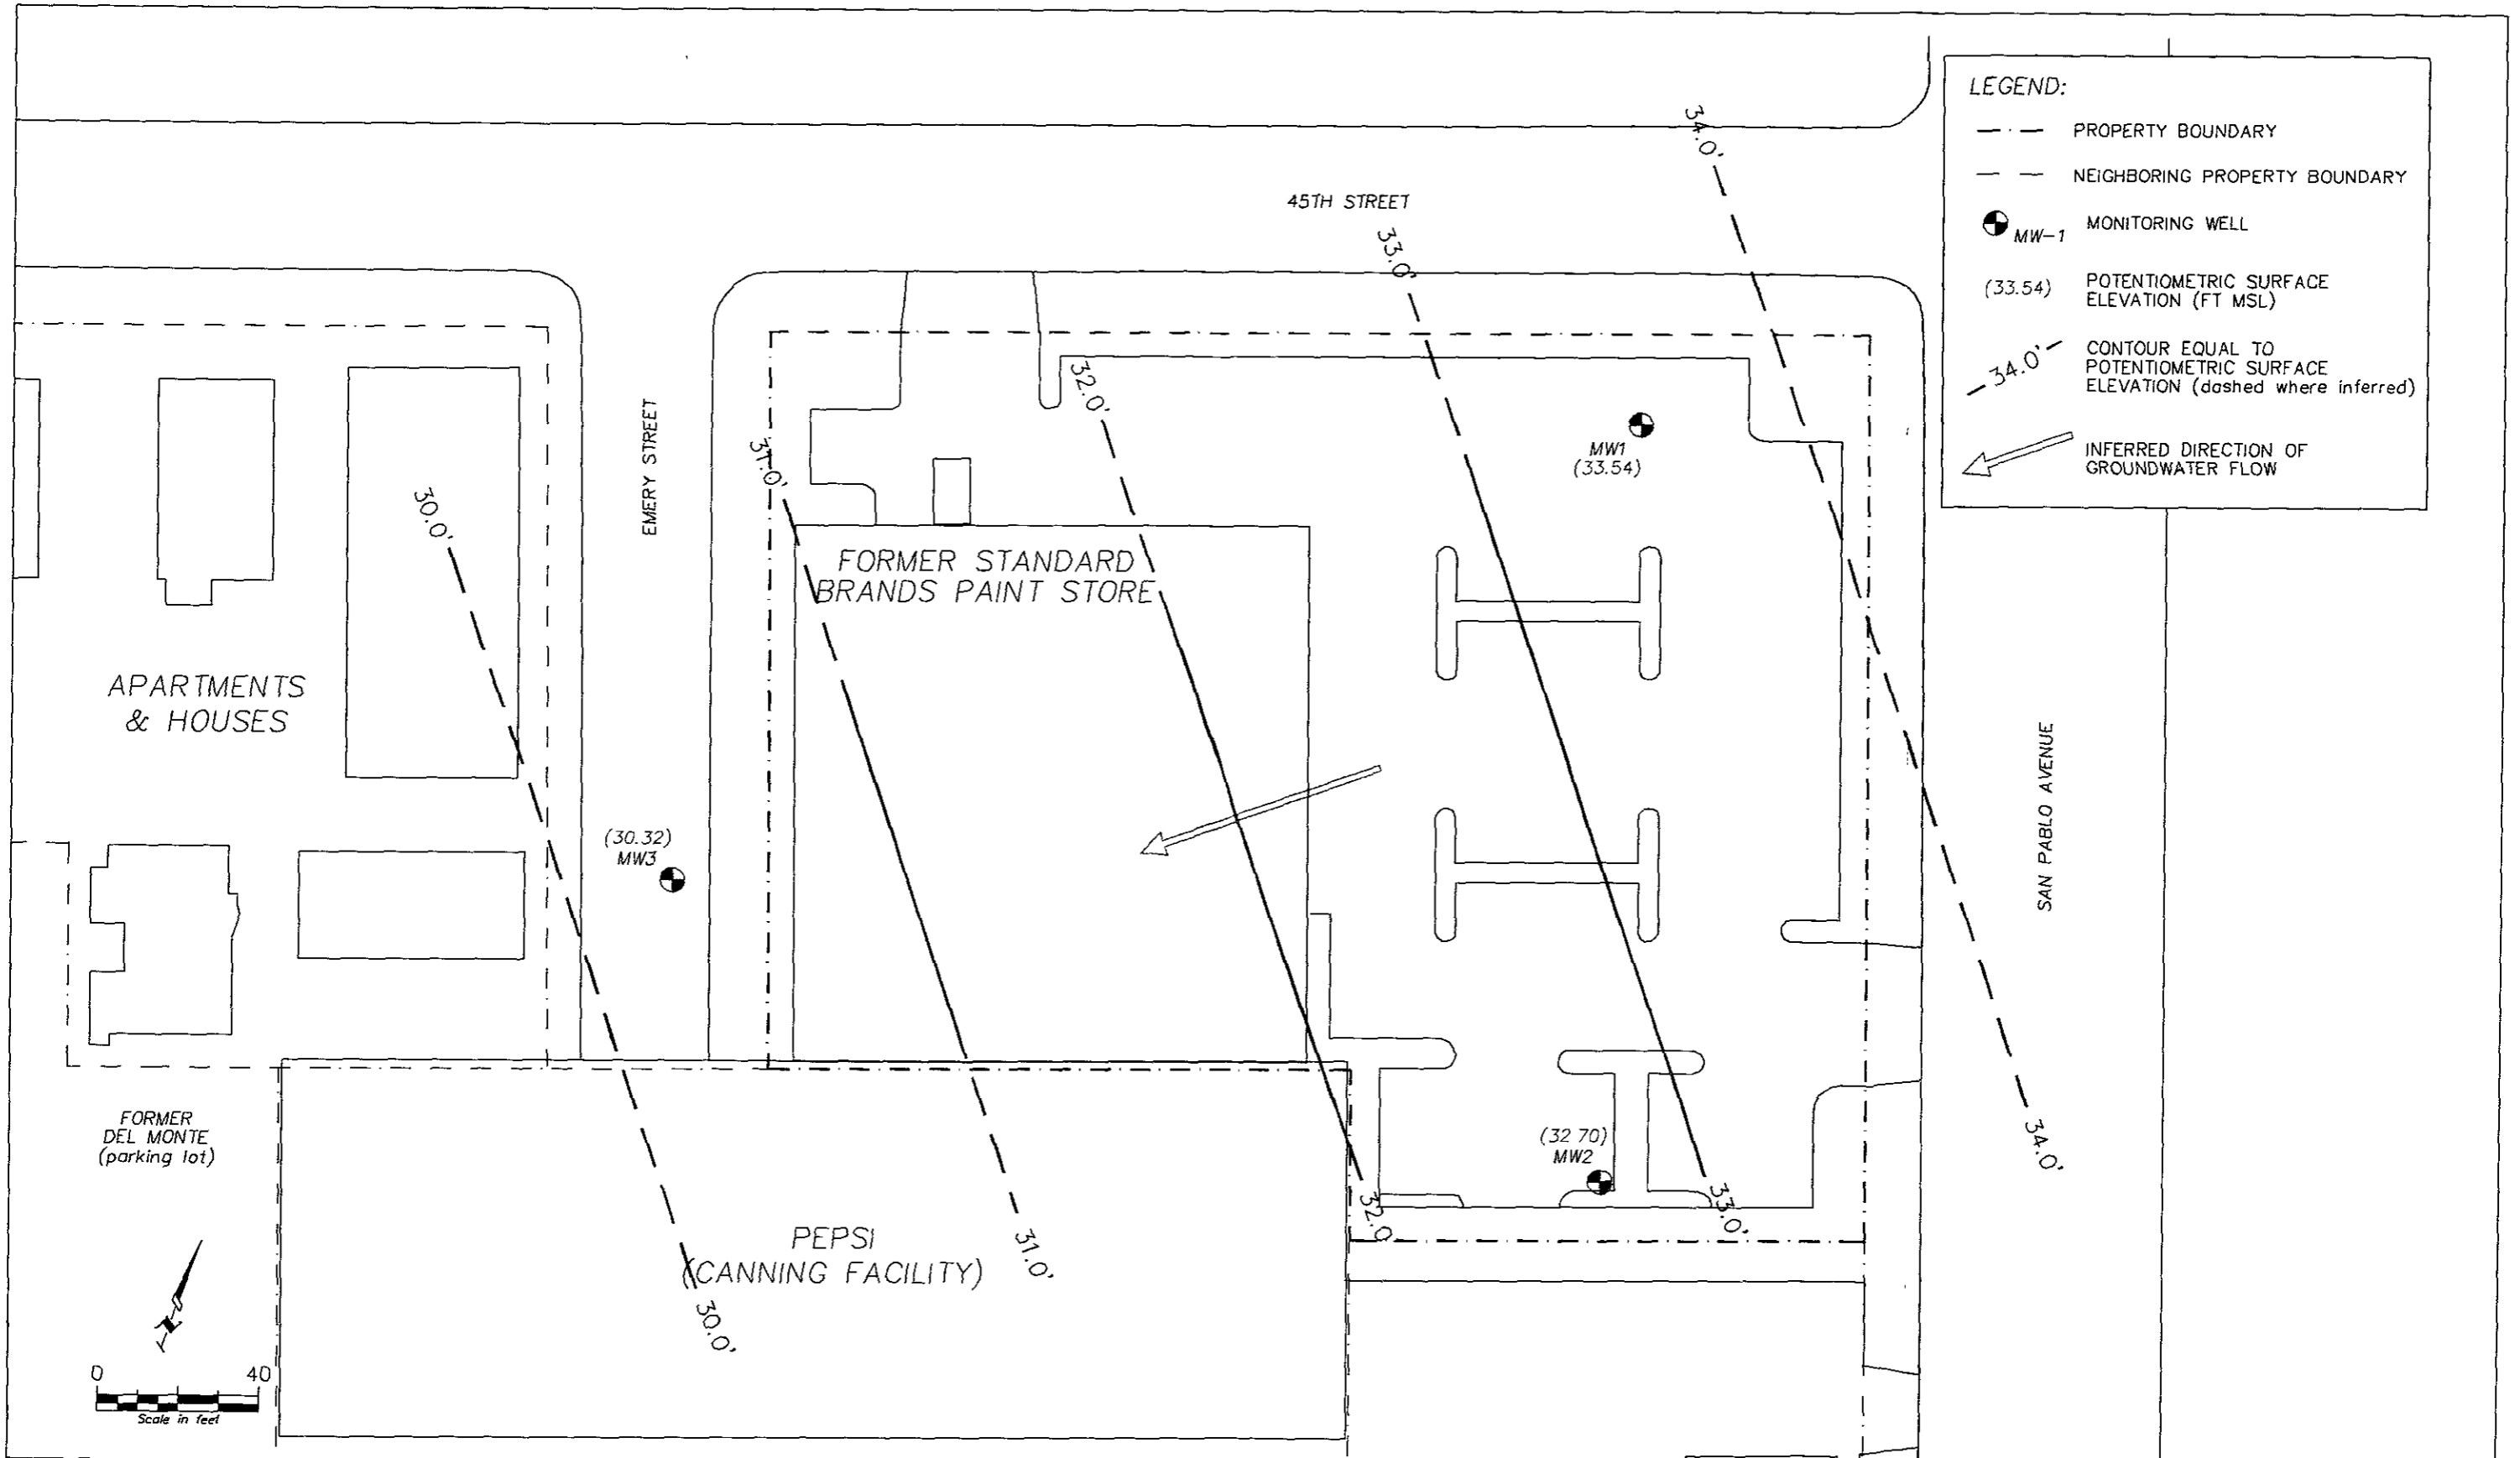 LEGEND:
PROPERTY BOUNDARY
NEIGHBORING PROPERTY BOUNDARY
MW-1 MONITORING WELL
(33.54) POTENTIOMETRIC SURFACE
ELEVATION (FT MSL)
34.0' CONTOUR EQUAL TO
POTENTIOMETRIC SURFACE
ELEVATION (dashed where inferred)
INFERRED DIRECTION OF
GROUNDWATER FLOW
34.0'
45TH STREET
33.0'
32.0'
31.0'
30.0'
EMERY STREET
MW1
(33.54)
FORMER STANDARD
BRANDS PAINT STORE
APARTMENTS
& HOUSES
SAN PABLO AVENUE
(30.32)
MW3
FORMER
DEL MONTE
(parking lot)
(32 70)
MW2
34.0'
33.0'
32.0
31.0'
30.0'
PEPSI
(CANNING FACILITY)
N
0 40
Scale in feet